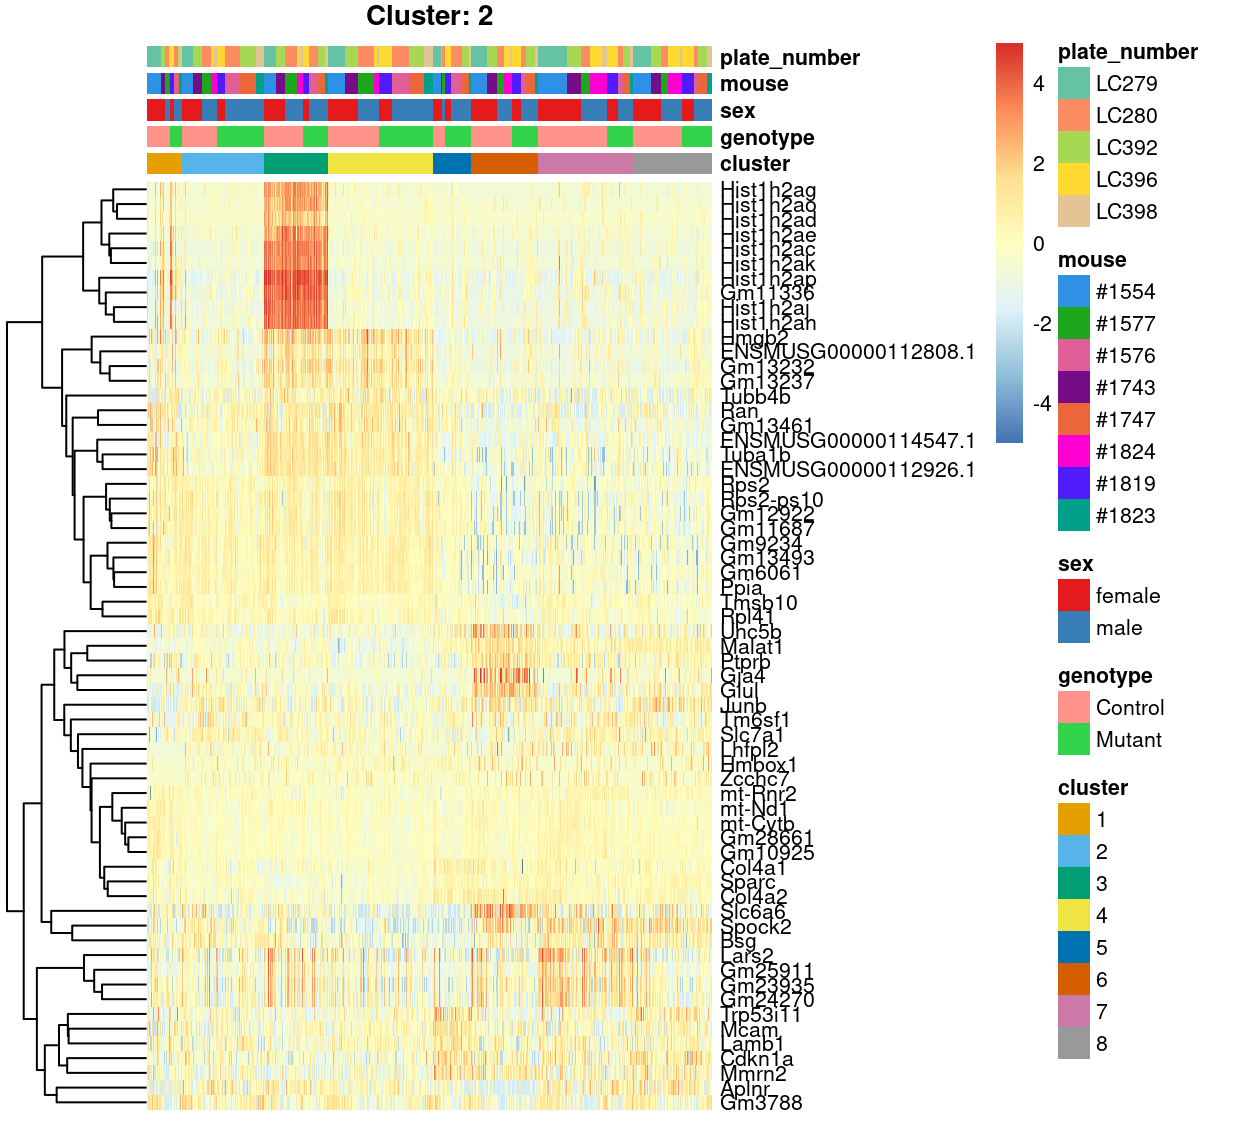 Cluster: 2
plate_number
mouse
sex
genotype
cluster
Hist1h2ag
Hist1h2ao
Hist1h2ad
Hist1h2ae
Hist1h2ac
Hist1h2ak
Hist1h2ap
Gm11336
Hist1h2aj
Hist1h2an
Hmgb2
ENSMUSG00000112808.1
Gm13232
Gm13237
Tubb4b
Ran
Gm13461
ENSMUSG00000114547.1
Tuba1b
ENSMUSG00000112926.1
Rps2
Rps2-ps10
Gm12922
Gm11687
Gm9234
Gm13493
Gm6061
Ppia
Tmsb10
Rpl41
Unc5b
Malat1
Ptprb
Gja4
Glul
Junb
Tm6sf1
Slc7a1
Lhfpl2
Hmbox1
Zcchc7
mt-Rnr2
mt-Nd1
mt-Cytb
Gm28661
Gm10925
Col4a1
Sparc
Col4a2
Slc6a6
Spock2
Bsg
Lars2
Gm25911
Gm23935
Gm24270
Trp53i11
Mcam
Lamb1
Cdkn1a
Mmrn2
Aplnr
Gm3788
4
2
0
-2
-4
plate_number
LC279
LC280
LC392
LC396
LC398
mouse
#1554
#1577
#1576
#1743
#1747
#1824
#1819
#1823
sex
female
male
genotype
Control
Mutant
cluster
1
2
3
4
5
6
7
8